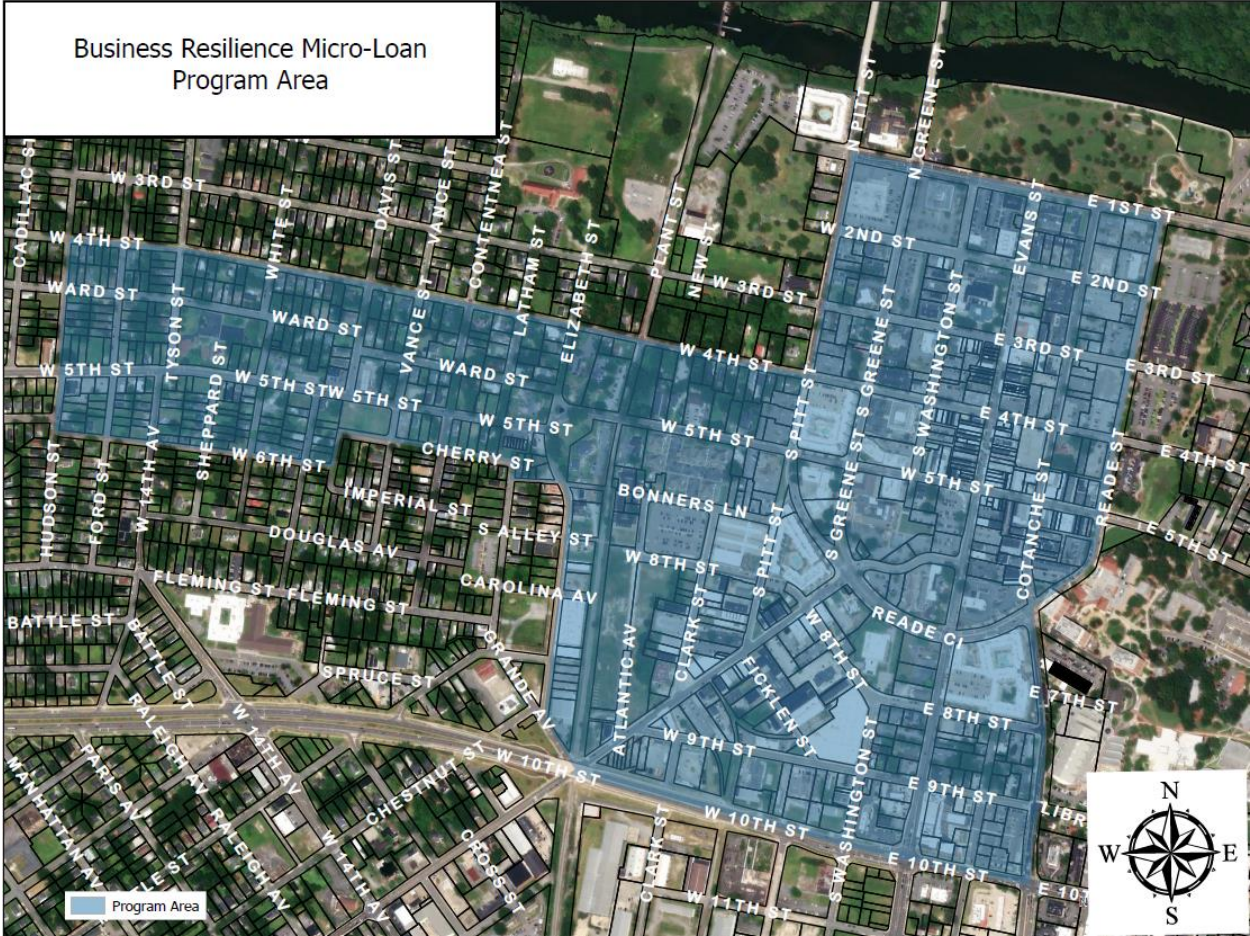 Business Resilience Micro-Loan
Program Area
N PITT ST
N GREENE ST
CADILLAC ST
W 3RD ST
WHITE ST
DAVIS ST
VANCE ST
CONTENTNEA ST
PLANT ST
NEW ST
E 1ST ST
W 4TH ST
LATHAM ST
ELIZABETH ST
W 3RD ST
W 2ND ST
EVANS ST
E 2ND ST
WARD ST
TYSON ST
WARD ST
VANCE ST
WARD ST
W 4TH ST
S GREENE ST
S WASHINGTON ST
E 3RD ST
E 3RD ST
W 5TH ST
SHEPPARD ST
W 5TH ST
W 5TH ST
W 5TH ST
W 5TH ST
S PITT ST
E 4TH ST
E 4TH ST
HUDSON ST
FORD ST
W 14TH AV
W 6TH ST
CHERRY ST
W 5TH ST
READE ST
E 5TH ST
IMPERIAL ST
BONNERS LN
S GREENE ST
COTANCHE ST
DOUGLAS AV
S ALLEY ST
W 8TH ST
S PITT ST
FLEMING ST
FLEMING ST
CAROLINA AV
CLARK ST
W 8TH ST
READE CI
BATTLE ST
BATTLE ST
GRANDE AV
ATLANTIC AV
FICKLEN ST
SPRUCE ST
E 7TH ST
RALEIGH AV
W 14TH AV
E 8TH ST
W 9TH ST
S WASHINGTON ST
PARIS AV
CHESTNUT ST
W 10TH ST
E 9TH ST
MANHATTAN AV
RALEIGH AV
W 14TH AV
CROSS ST
CLARK ST
W 10TH ST
LIBR
E 10TH ST
E 10T
TLE ST
W 11TH ST
N
W
E
S
Program Area